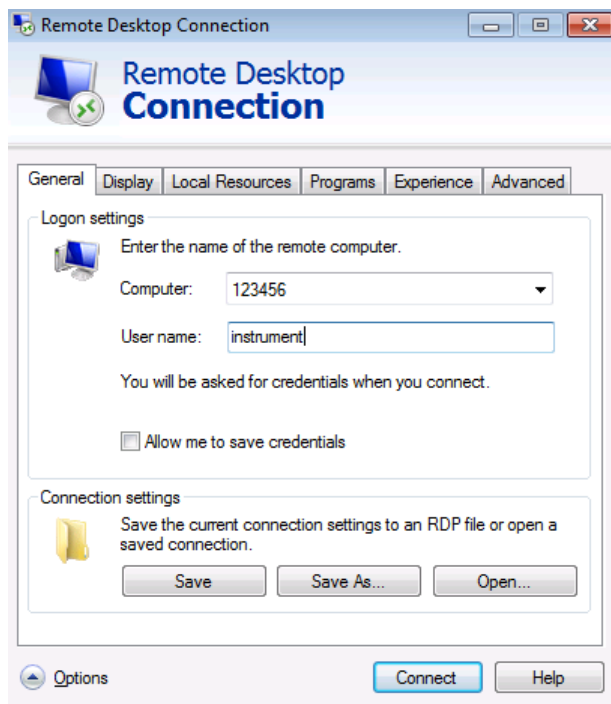 Remote Desktop Connection
Remote Desktop
Connection
General Display Local Resources Programs Experience Advanced
Logon settings
Enter the name of the remote computer.
Computer: 123456
User name: instrument
You will be asked for credentials when you connect.
Allow me to save credentials
Connection settings
Save the current connection settings to an RDP file or open a
saved connection.
Save Save As... Open...
Options Connect Help